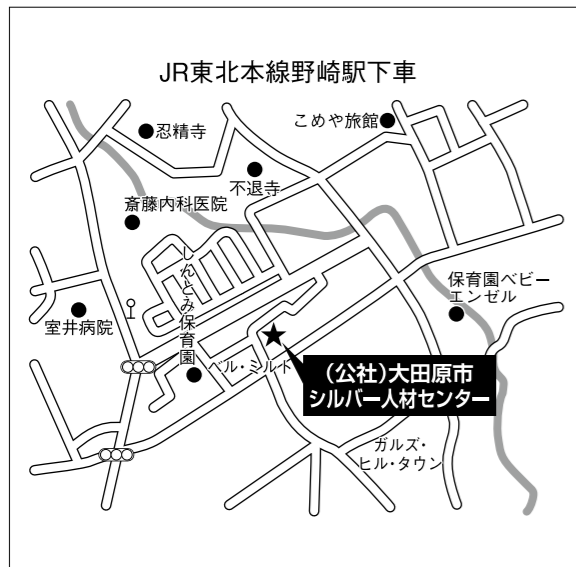 JR東北本線野崎駅下車
忍精寺
こめや旅館
不退寺
斎藤内科医院
しんとみ保育園
保育園ベビー
エンゼル
室井病院
ベル・ミルト
(公社)大田原市
シルバー人材センター
ガルズ・
ヒル・タウン